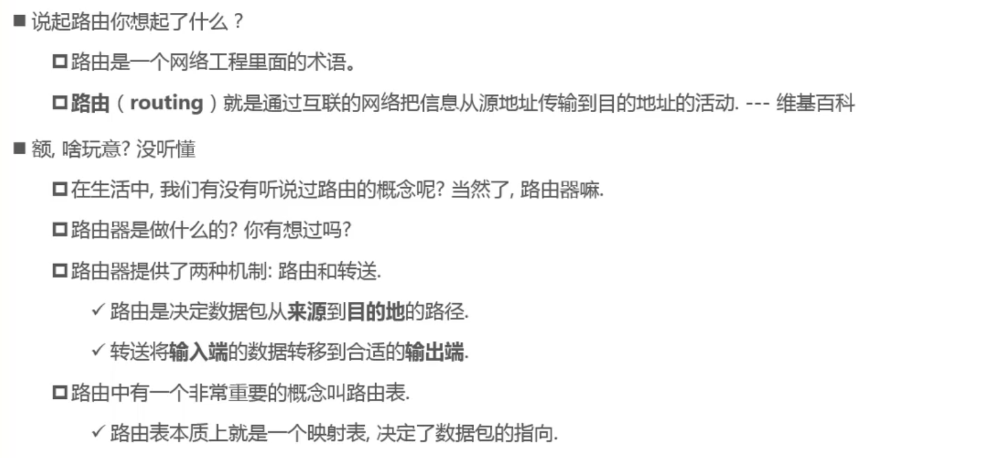 说起路由你想起了什么？
路由是一个网络工程里面的术语。
路由（routing）就是通过互联的网络把信息从源地址传输到目的地址的活动. --- 维基百科
额, 啥玩意? 没听懂
在生活中, 我们有没有听说过路由的概念呢? 当然了, 路由器嘛.
路由器是做什么的? 你有想过吗?
路由器提供了两种机制: 路由和转送.
路由是决定数据包从来源到目的地的路径.
转送将输入端的数据转移到合适的输出端.
路由中有一个非常重要的概念叫路由表.
路由表本质上就是一个映射表, 决定了数据包的指向.